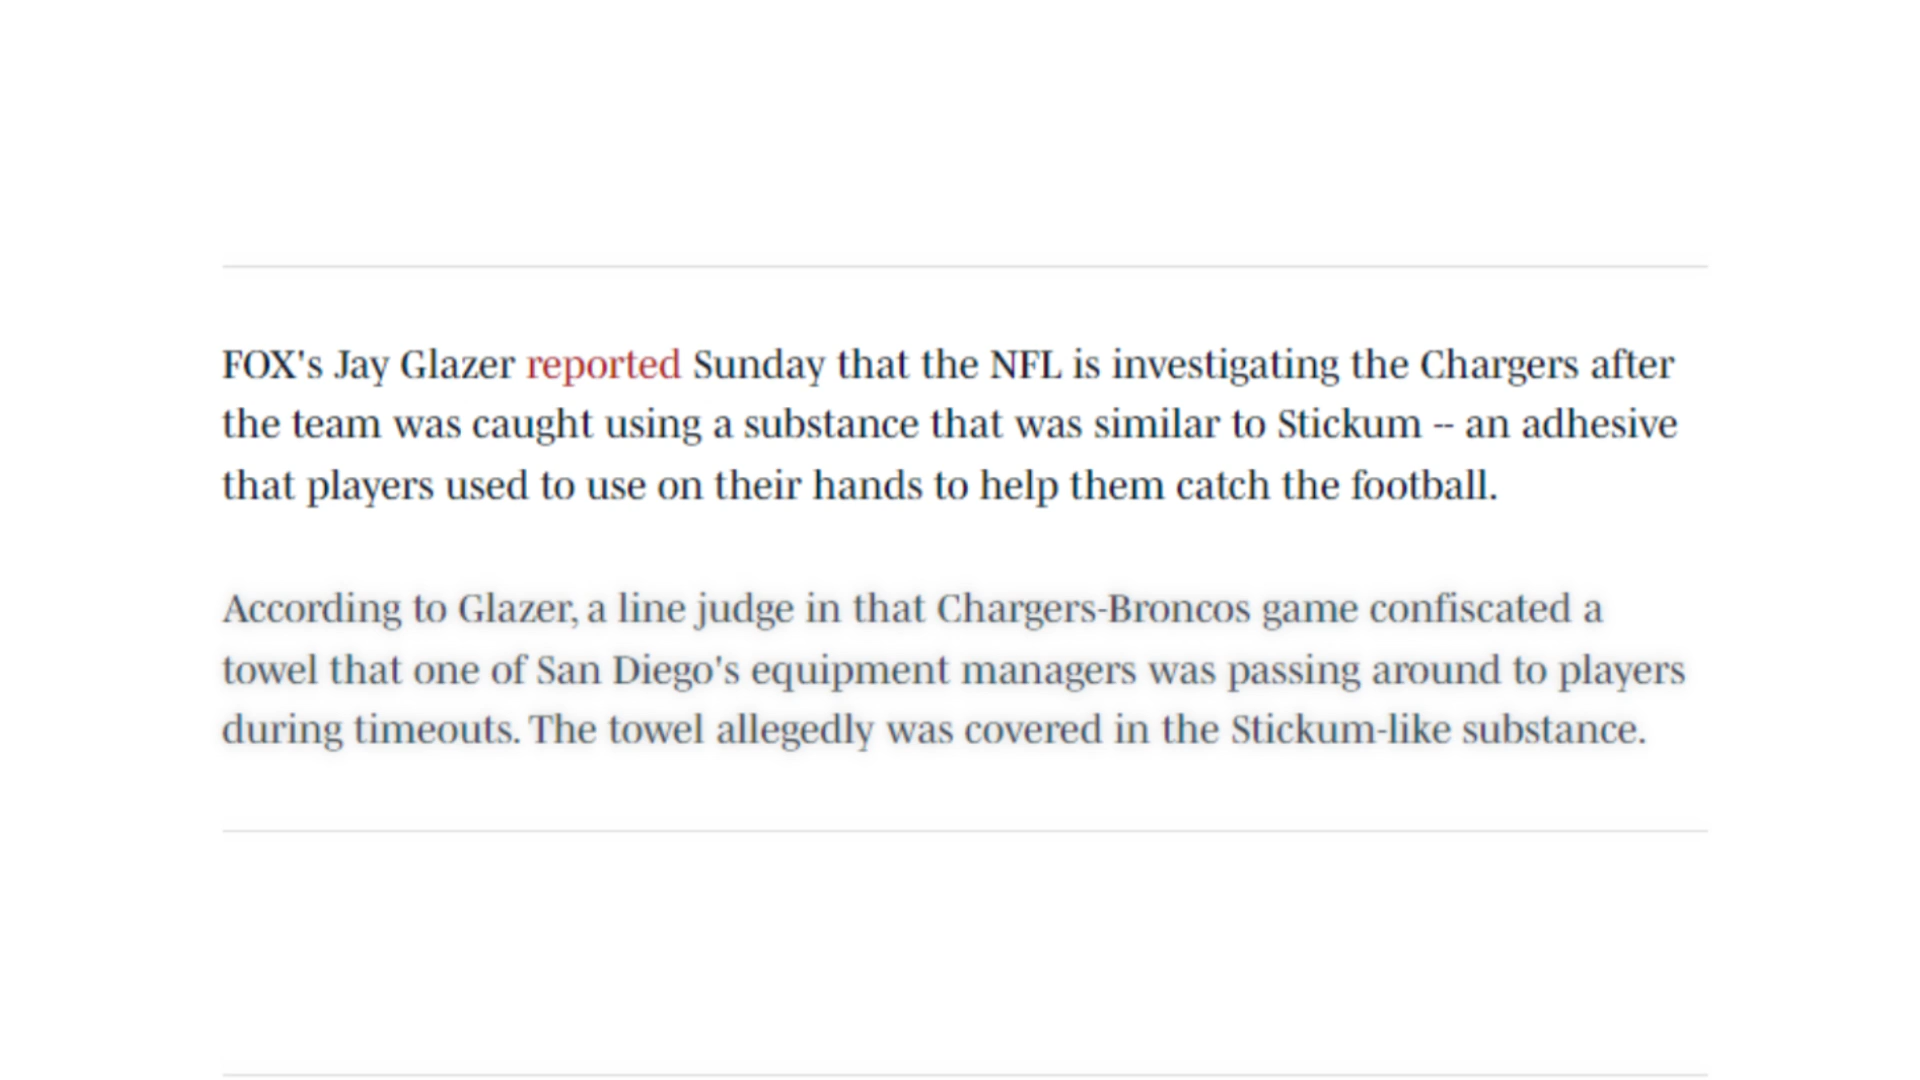 FOX's Jay Glazer reported Sunday that the NFL is investigating the Chargers after
the team was caught using a substance that was similar to Stickum -- an adhesive
that players used to use on their hands to help them catch the football.
According to Glazer, a line judge in that Chargers-Broncos game confiscated a
towel that one of San Diego's equipment managers was passing around to players
during timeouts. The towel allegedly was covered in the Stickum-like substance.